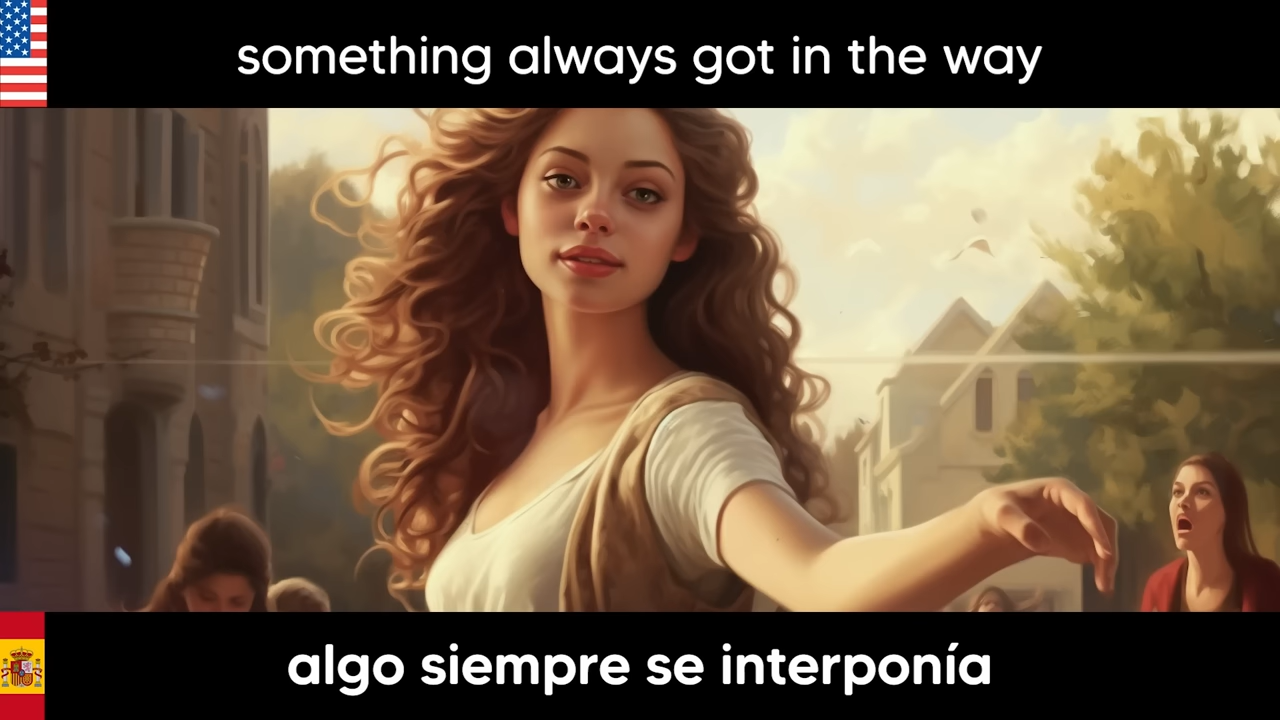 something always got in the way
algo siempre se interponía